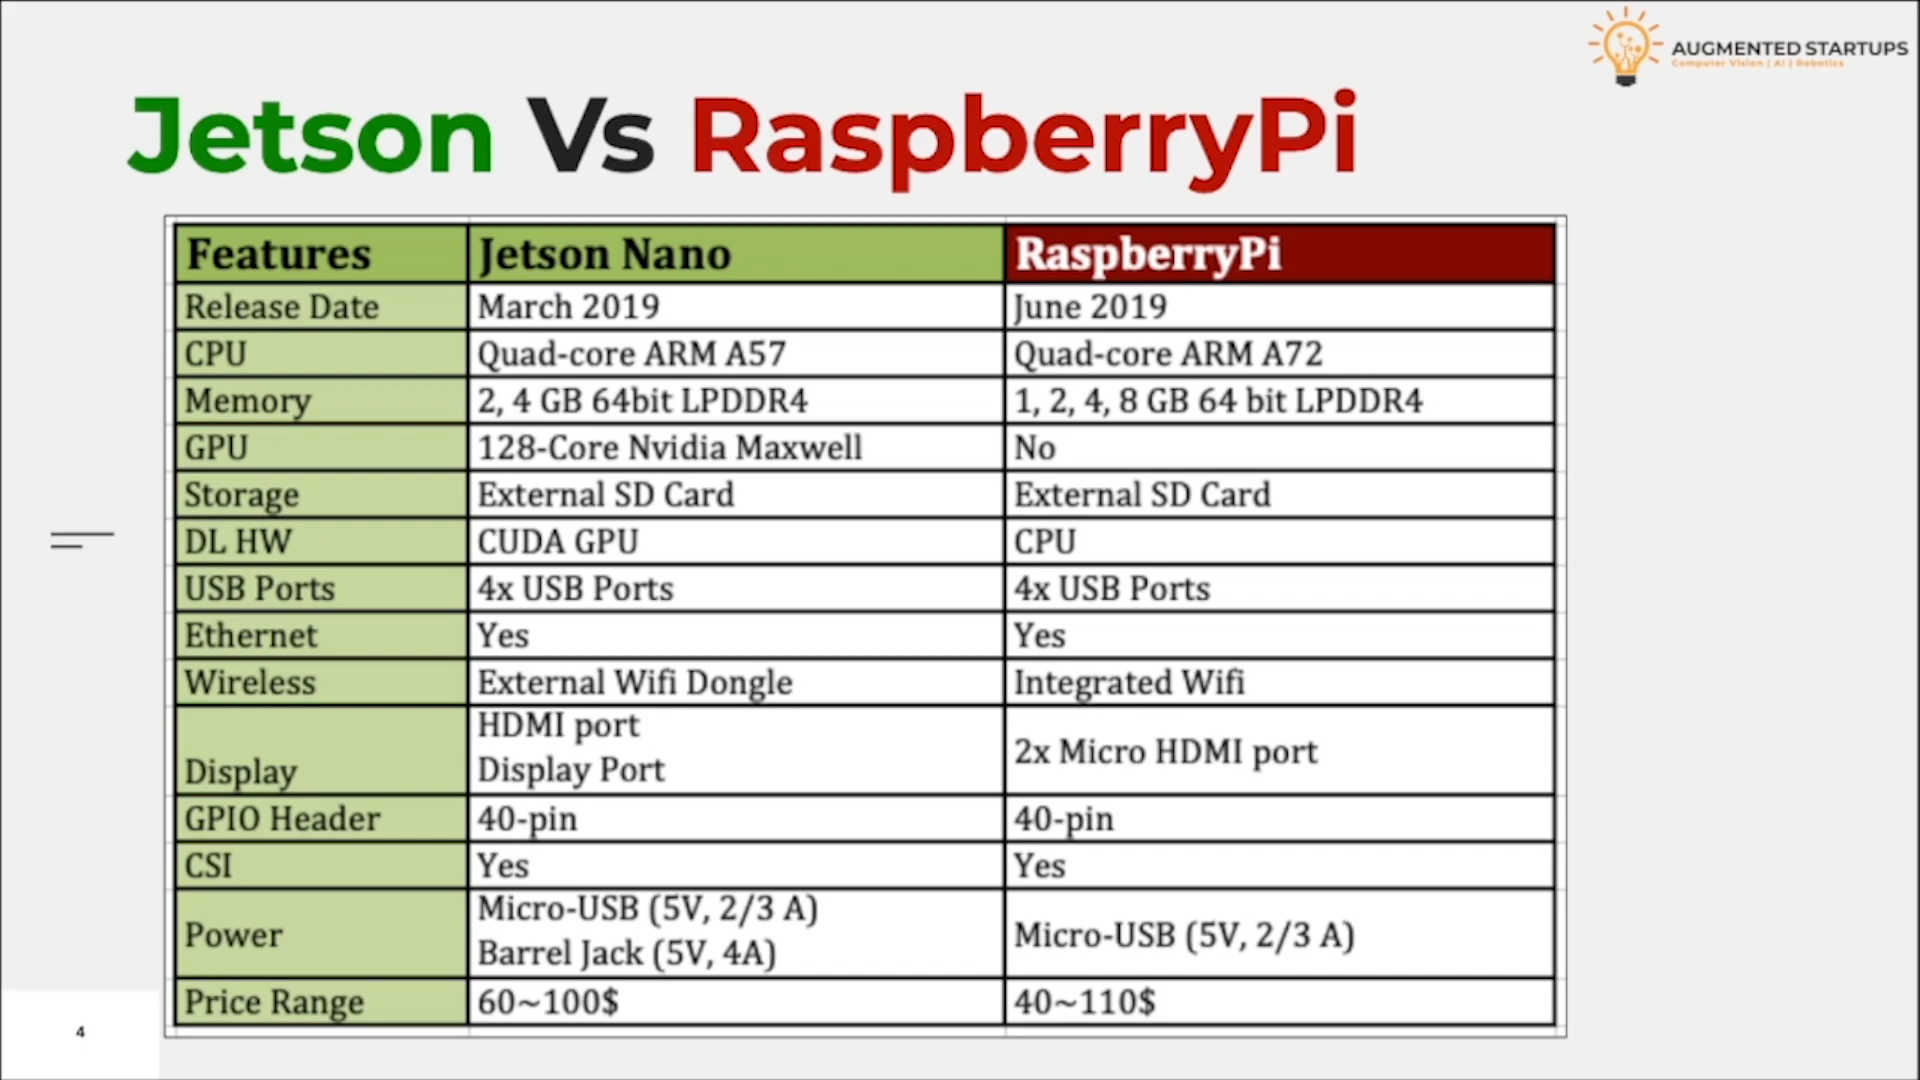 AUGMENTED STARTUPS
Computer Vision | AI | Robotics
Jetson Vs RaspberryPi
Features Jetson Nano RaspberryPi
Release Date March 2019 June 2019
CPU Quad-core ARM A57 Quad-core ARM A72
Memory 2, 4 GB 64bit LPDDR4 1, 2, 4, 8 GB 64 bit LPDDR4
GPU 128-Core Nvidia Maxwell No
Storage External SD Card External SD Card
DL HW CUDA GPU CPU
USB Ports 4x USB Ports 4x USB Ports
Ethernet Yes Yes
Wireless External Wifi Dongle Integrated Wifi
Display HDMI port
Display Port 2x Micro HDMI port
GPIO Header 40-pin 40-pin
CSI Yes Yes
Power Micro-USB (5V, 2/3 A)
Barrel Jack (5V, 4A) Micro-USB (5V, 2/3 A)
Price Range 60~100$ 40~110$
4